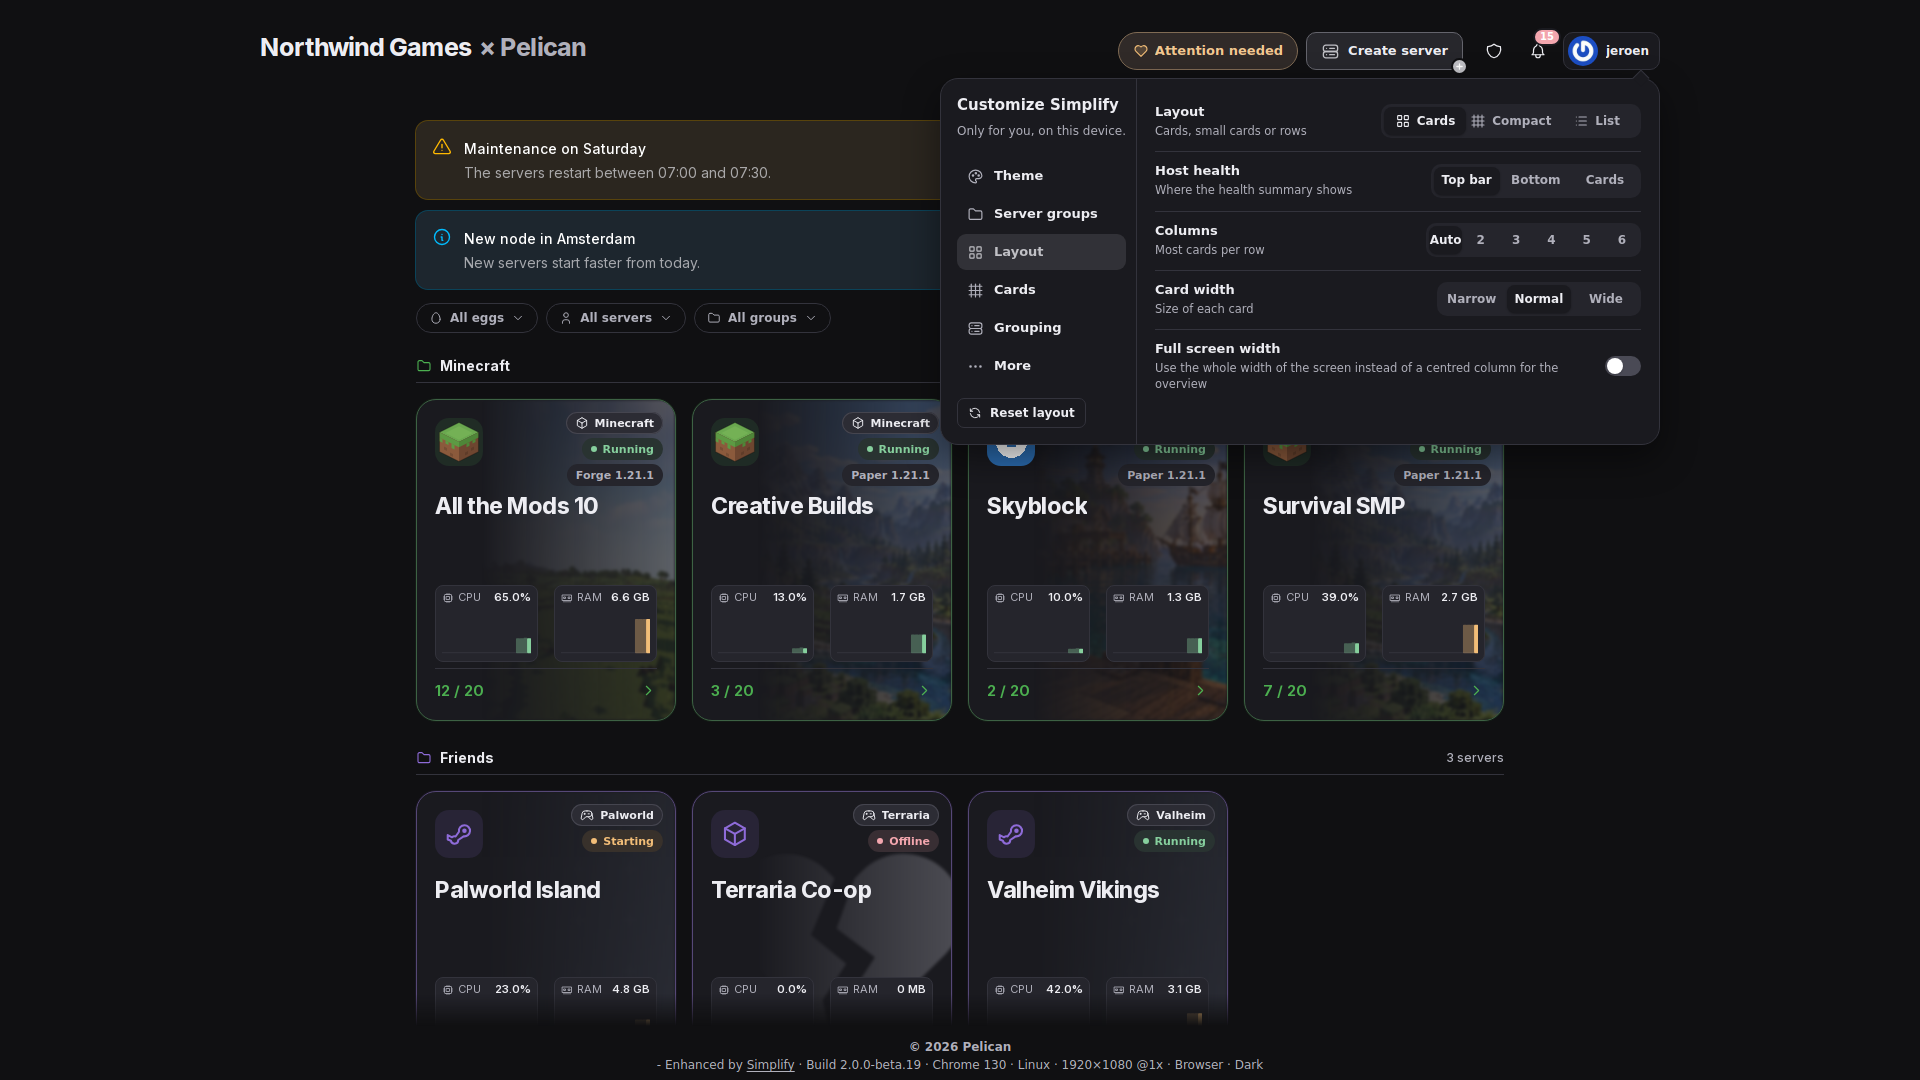 Northwind Games × Pelican
Attention needed
Create server
15
jeroen
Maintenance on Saturday
The servers restart between 07:00 and 07:30.
New node in Amsterdam
New servers start faster from today.
All eggs
All servers
All groups
Customize Simplify
Only for you, on this device.
Theme
Server groups
Layout
Cards
Grouping
More
Reset layout
Layout
Cards, small cards or rows
Cards
Compact
List
Host health
Where the health summary shows
Top bar
Bottom
Cards
Columns
Most cards per row
Auto 2 3 4 5 6
Card width
Size of each card
Narrow
Normal
Wide
Full screen width
Use the whole width of the screen instead of a centred column for the
overview
Minecraft
Minecraft
Running
Forge 1.21.1
All the Mods 10
CPU 65.0%
RAM 6.6 GB
12 / 20
Minecraft
Running
Paper 1.21.1
Creative Builds
CPU 13.0%
RAM 1.7 GB
3 / 20
Running
Paper 1.21.1
Skyblock
CPU 10.0%
RAM 1.3 GB
2 / 20
Running
Paper 1.21.1
Survival SMP
CPU 39.0%
RAM 2.7 GB
7 / 20
Friends
3 servers
Palworld
Starting
Palworld Island
CPU 23.0%
RAM 4.8 GB
Terraria
Offline
Terraria Co-op
CPU 0.0%
RAM 0 MB
Valheim
Running
Valheim Vikings
CPU 42.0%
RAM 3.1 GB
© 2026 Pelican
- Enhanced by Simplify · Build 2.0.0-beta.19 · Chrome 130 · Linux · 1920×1080 @1x · Browser · Dark